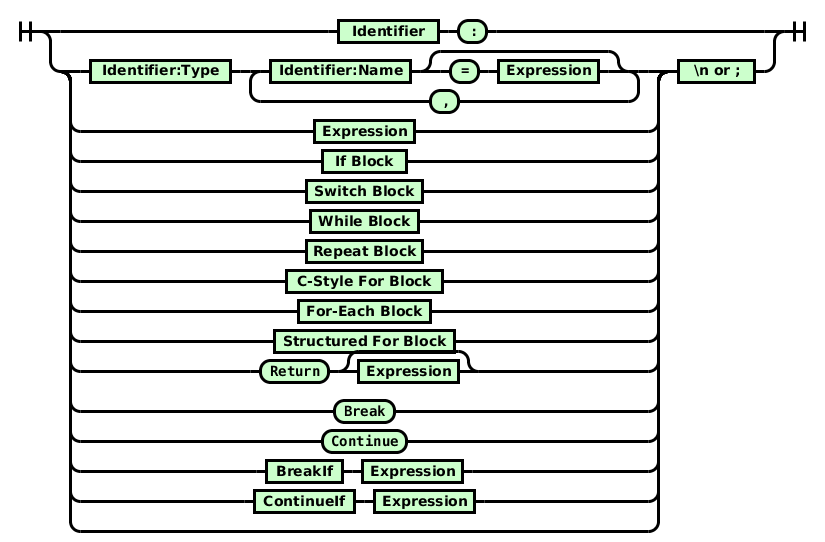 Identifier :
Identifier:Type Identifier:Name = Expression \n or ;
,
Expression
If Block
Switch Block
While Block
Repeat Block
C-Style For Block
For-Each Block
Structured For Block
Return Expression
Break
Continue
BreakIf Expression
ContinueIf Expression